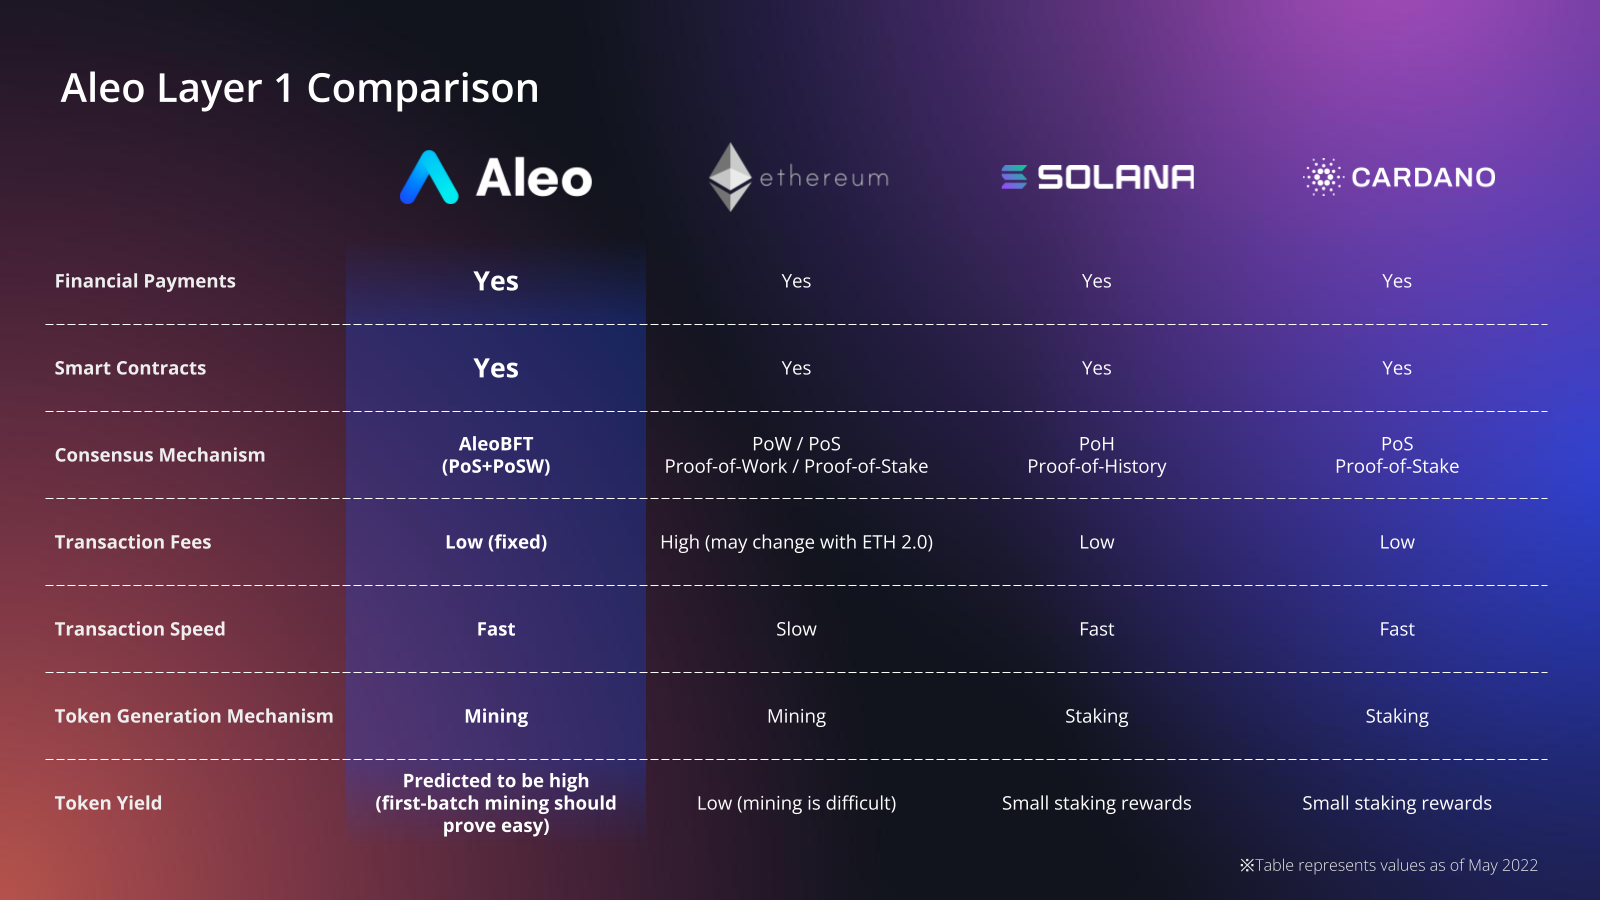 Aleo Layer 1 Comparison
Aleo ethereum SOLANA CARDANO
Financial Payments Yes Yes Yes Yes
Smart Contracts Yes Yes Yes Yes
Consensus Mechanism
AleoBFT
(PoS+PoSW)
PoW / PoS
Proof-of-Work / Proof-of-Stake
PoH
Proof-of-History
PoS
Proof-of-Stake
Transaction Fees Low (fixed) High (may change with ETH 2.0) Low Low
Transaction Speed Fast Slow Fast Fast
Token Generation Mechanism Mining Mining Staking Staking
Token Yield
Predicted to be high
(first-batch mining should
prove easy)
Low (mining is difficult) Small staking rewards Small staking rewards
※Table represents values as of May 2022